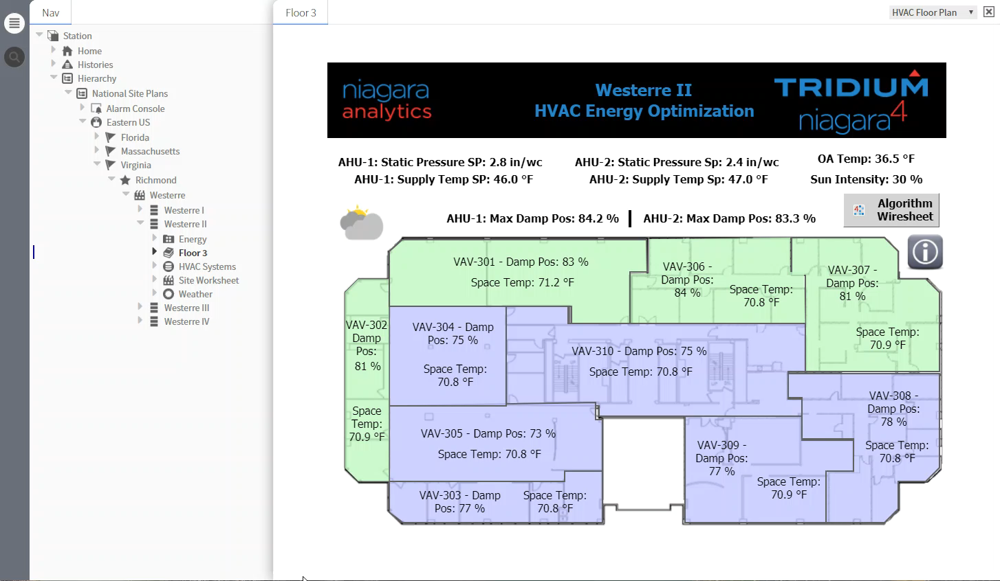 Nav
Floor 3
HVAC Floor Plan
Station
Home
Histories
Hierarchy
National Site Plans
Alarm Console
Eastern US
Florida
Massachusetts
Virginia
Richmond
Westerre
Westerre I
Westerre II
Energy
Floor 3
HVAC Systems
Site Worksheet
Weather
Westerre III
Westerre IV
niagara
analytics
Westerre II
HVAC Energy Optimization
TRIDIUM
niagara4
AHU-1: Static Pressure SP: 2.8 in/wc
AHU-1: Supply Temp SP: 46.0 °F
AHU-2: Static Pressure Sp: 2.4 in/wc
AHU-2: Supply Temp Sp: 47.0 °F
OA Temp: 36.5 °F
Sun Intensity: 30 %
AHU-1: Max Damp Pos: 84.2 %
AHU-2: Max Damp Pos: 83.3 %
4
Algorithm
Wiresheet
VAV-301 - Damp Pos: 83 %
Space Temp: 71.2 °F
VAV-306 -
Damp Pos:
84 %
Space Temp:
70.8 °F
VAV-307 -
Damp Pos:
81 %
Space Temp:
70.9 °F
VAV-302
Damp
Pos:
81 %
Space
Temp:
70.9 °F
VAV-304 - Damp
Pos: 75 %
Space Temp:
70.8 °F
VAV-310 - Damp Pos: 75 %
Space Temp: 70.8 °F
VAV-308 -
Damp Pos:
78 %
Space Temp:
70.8 °F
VAV-305 - Damp Pos: 73 %
Space Temp: 70.8 °F
VAV-309 -
Damp Pos:
77 %
Space Temp:
70.9 °F
VAV-303 - Damp
Pos: 77 %
Space Temp:
70.8 °F